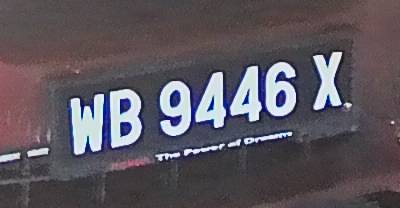 WB 9446 X
The Power of Dreams